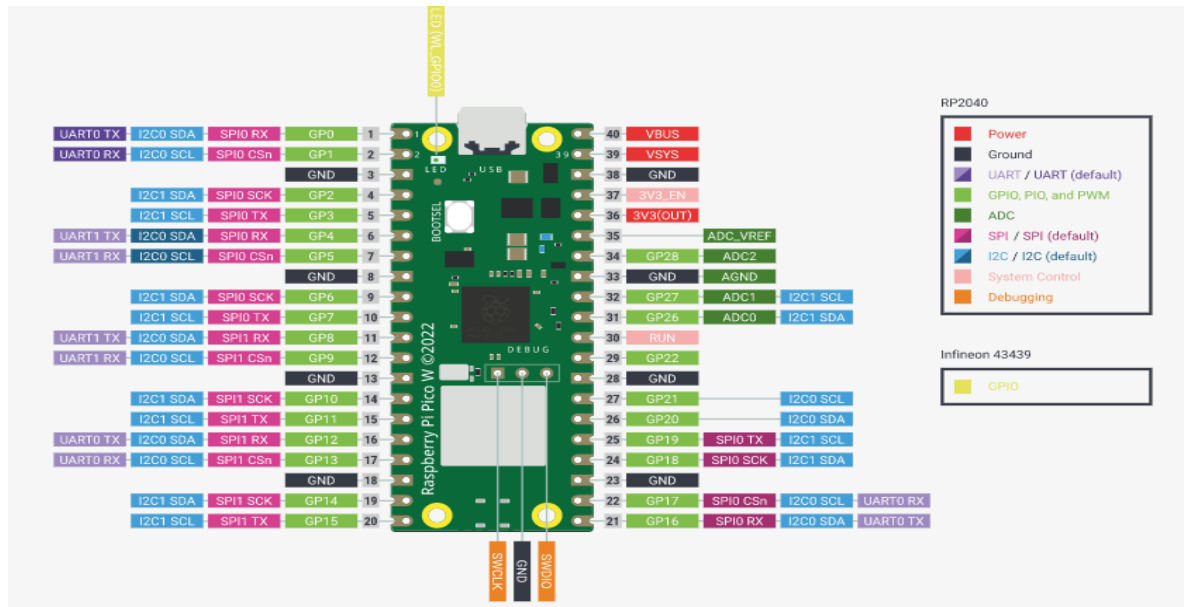 LED (WL_GPIO0)
UART0 TX I2C0 SDA SPI0 RX GP0 1
UART0 RX I2C0 SCL SPI0 CSn GP1 2
GND 3
I2C1 SDA SPI0 SCK GP2 4
I2C1 SCL SPI0 TX GP3 5
UART1 TX I2C0 SDA SPI0 RX GP4 6
UART1 RX I2C0 SCL SPI0 CSn GP5 7
GND 8
I2C1 SDA SPI0 SCK GP6 9
I2C1 SCL SPI0 TX GP7 10
UART1 TX I2C0 SDA SPI1 RX GP8 11
UART1 RX I2C0 SCL SPI1 CSn GP9 12
GND 13
I2C1 SDA SPI1 SCK GP10 14
I2C1 SCL SPI1 TX GP11 15
UART0 TX I2C0 SDA SPI1 RX GP12 16
UART0 RX I2C0 SCL SPI1 CSn GP13 17
GND 18
I2C1 SDA SPI1 SCK GP14 19
I2C1 SCL SPI1 TX GP15 20
1
2
39
LED
USB
BOOTSEL
DEBUG
Raspberry Pi Pico W ©2022
SWCLK
GND
SWDIO
40 VBUS
39 VSYS
38 GND
37 3V3_EN
36 3V3(OUT)
35 ADC_VREF
34 GP28 ADC2
33 GND AGND
32 GP27 ADC1 I2C1 SCL
31 GP26 ADC0 I2C1 SDA
30 RUN
29 GP22
28 GND
27 GP21 I2C0 SCL
26 GP20 I2C0 SDA
25 GP19 SPI0 TX I2C1 SCL
24 GP18 SPI0 SCK I2C1 SDA
23 GND
22 GP17 SPI0 CSn I2C0 SCL UART0 RX
21 GP16 SPI0 RX I2C0 SDA UART0 TX
RP2040
Power
Ground
UART / UART (default)
GPIO, PIO, and PWM
ADC
SPI / SPI (default)
I2C / I2C (default)
System Control
Debugging
Infineon 43439
GPIO